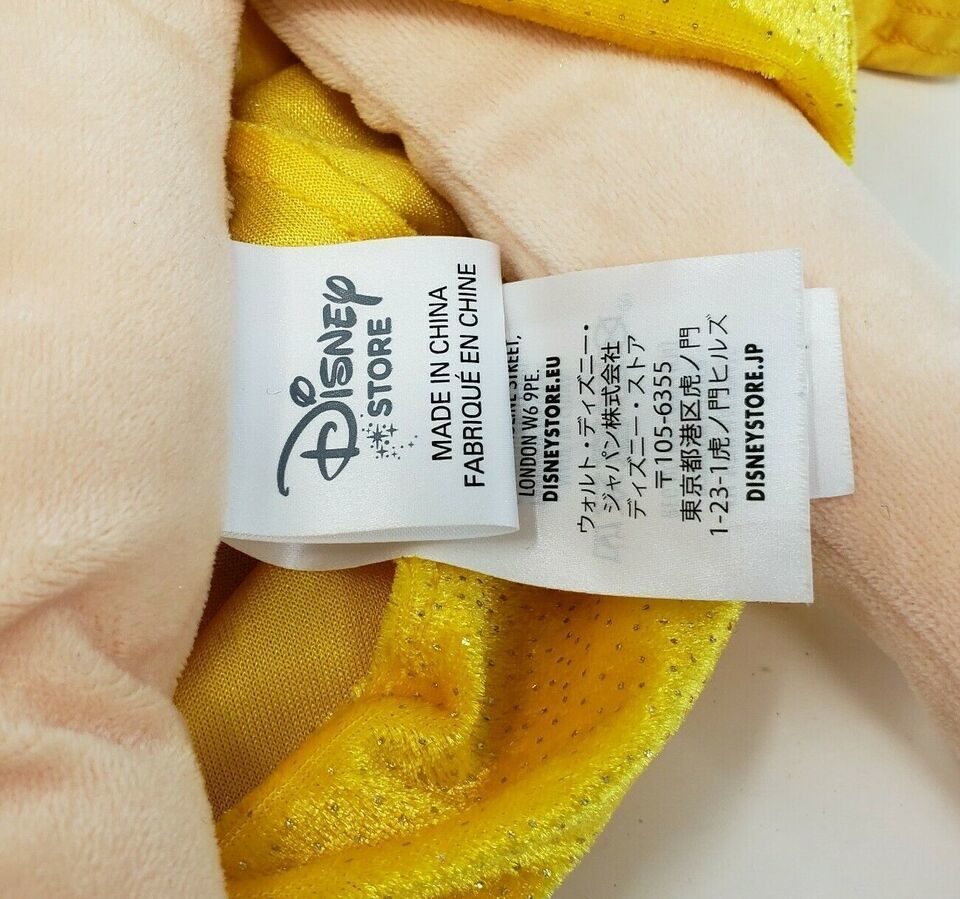 Disney
STORE
MADE IN CHINA
FABRIQUÉ EN CHINE
STREET,
LONDON W6 9PE.
DISNEYSTORE.EU
ウォルト・ディズニー・
ジャパン株式会社
ディズニー・ストア
〒105-6355
東京都港区虎ノ門
1-23-1虎ノ門ヒルズ
DISNEYSTORE.JP